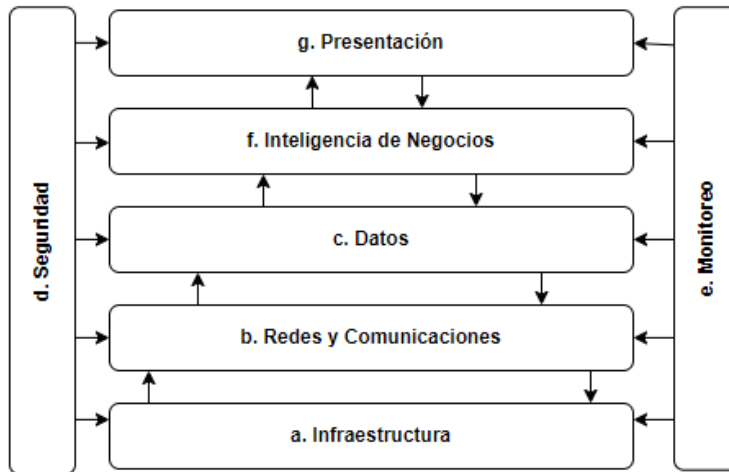 g. Presentación
f. Inteligencia de Negocios
c. Datos
b. Redes y Comunicaciones
a. Infraestructura
d. Seguridad
e. Monitoreo